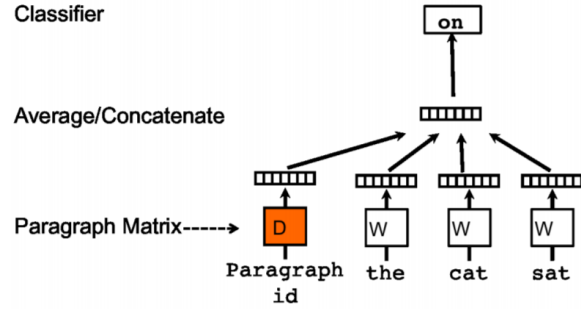 Classifier
on
Average/Concatenate
Paragraph Matrix
D
W
W
W
Paragraph
id
the
cat
sat